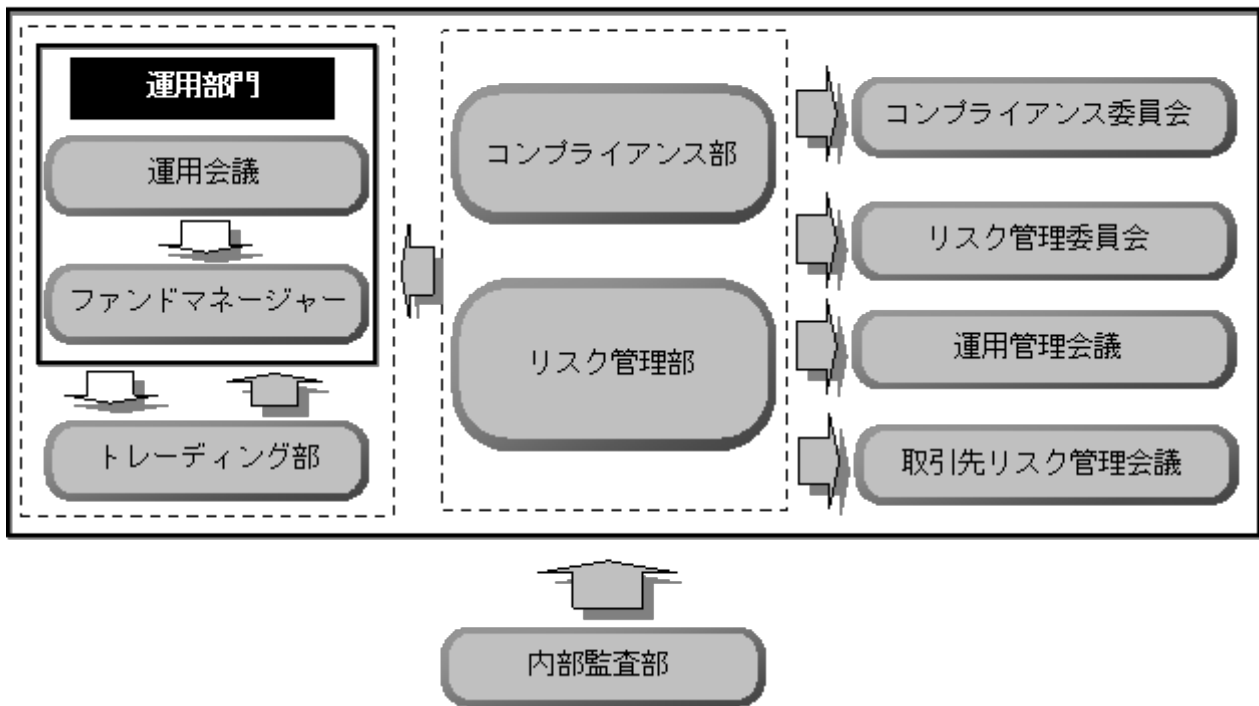 運用部門
運用会議
ファンドマネージャー
トレーディング部
コンプライアンス部
リスク管理部
コンプライアンス委員会
リスク管理委員会
運用管理会議
取引先リスク管理会議
内部監査部